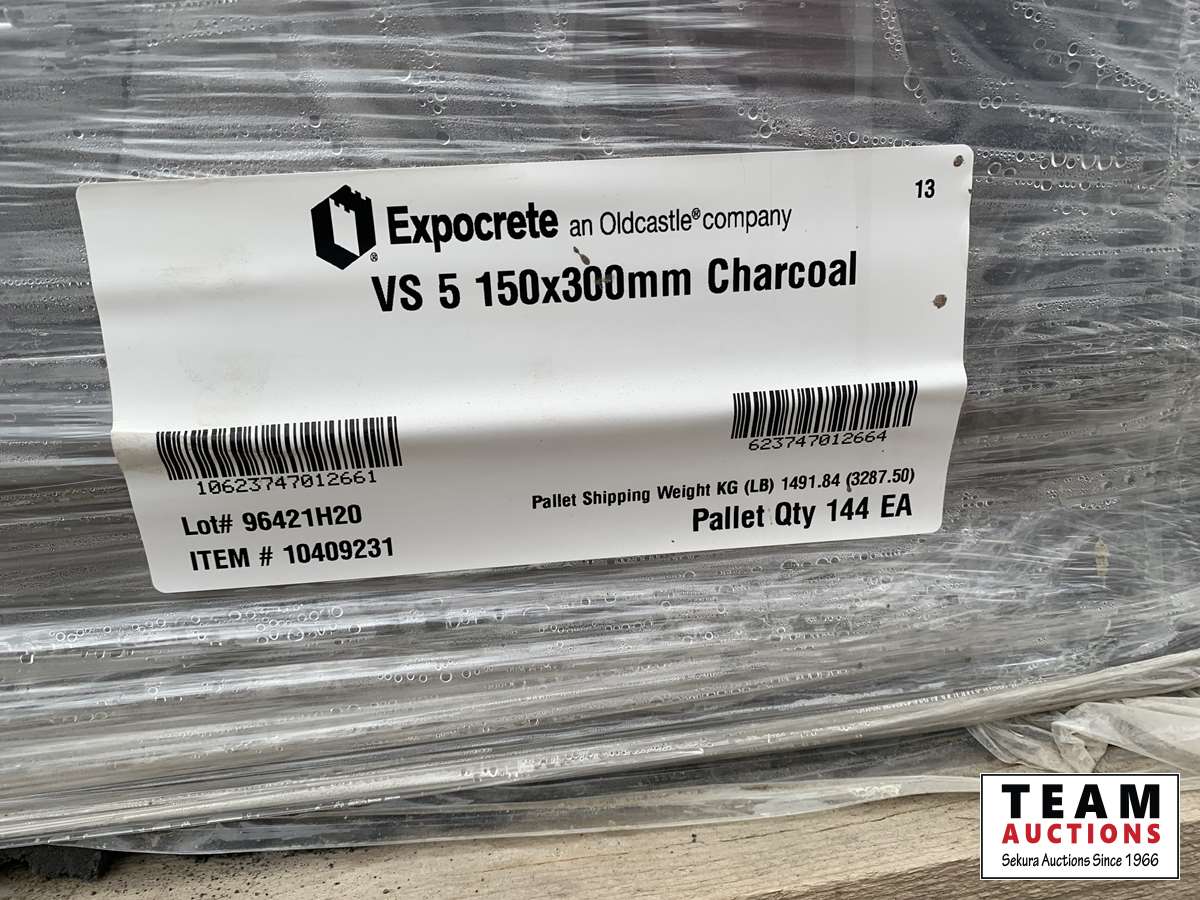 13
Expocrete an Oldcastle® company
VS 5 150x300mm Charcoal
10623747012661
623747012664
Lot# 96421H20
ITEM # 10409231
Pallet Shipping Weight KG (LB) 1491.84 (3287.50)
Pallet Qty 144 EA
TEAM
AUCTIONS
Sekura Auctions Since 1966